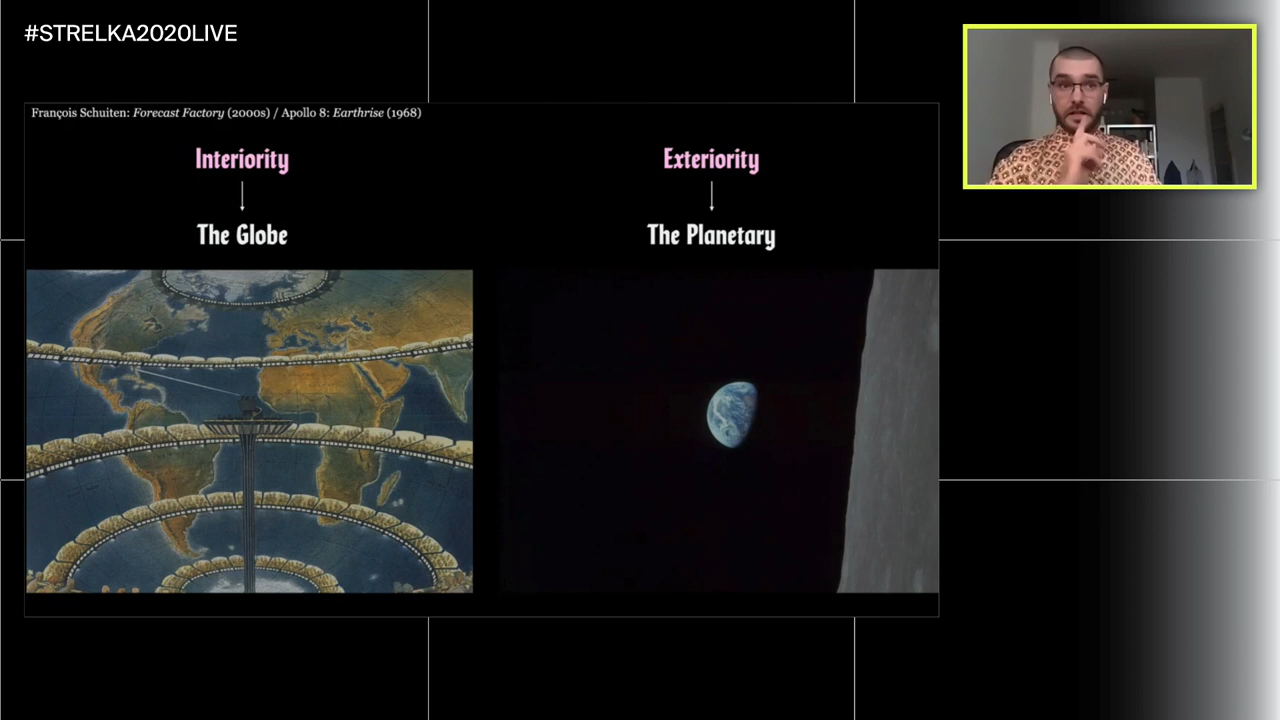 #STRELKA2020LIVE
François Schuiten: Forecast Factory (2000s) / Apollo 8: Earthrise (1968)
Interiority
The Globe
Exteriority
The Planetary